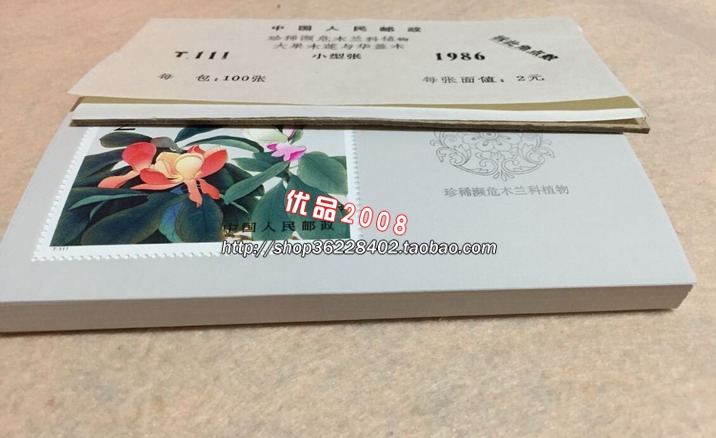 中国人民邮政
珍稀濒危木兰科植物
大果木莲与华盖木
T.111
小型张
1986
每 包：100张
每张面值：2元
珍稀濒危木兰科植物
优品2008
中国人民邮政
http://shop36228402.taobao.com/
T.111